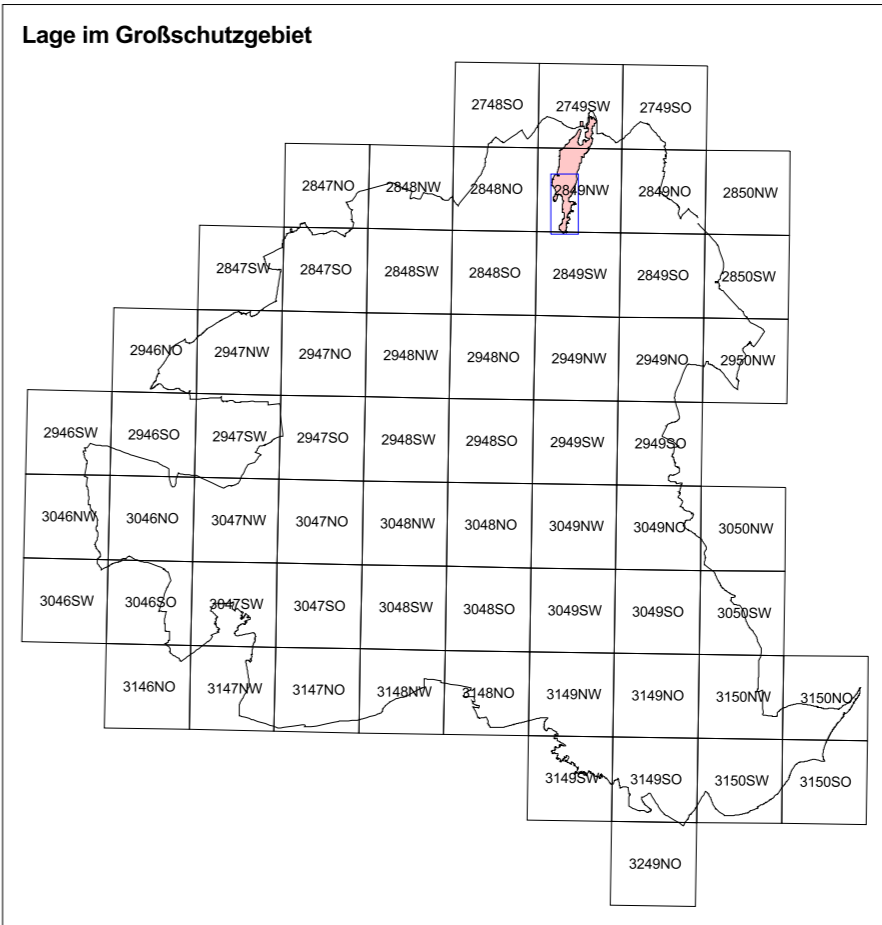 Lage im Großschutzgebiet
2748SO 2749SW 2749SO
2847NO 2848NW 2848NO 2849NW 2849NO 2850NW
2847SW 2847SO 2848SW 2848SO 2849SW 2849SO 2850SW
2946NO 2947NW 2947NO 2948NW 2948NO 2949NW 2949NO 2950NW
2946SW 2946SO 2947SW 2947SO 2948SW 2948SO 2949SW 2949SO
3046NW 3046NO 3047NW 3047NO 3048NW 3048NO 3049NW 3049NO 3050NW
3046SW 3046SO 3047SW 3047SO 3048SW 3048SO 3049SW 3049SO 3050SW
3146NO 3147NW 3147NO 3148NW 3148NO 3149NW 3149NO 3150NW 3150NO
3149SW 3149SO 3150SW 3150SO
3249NO